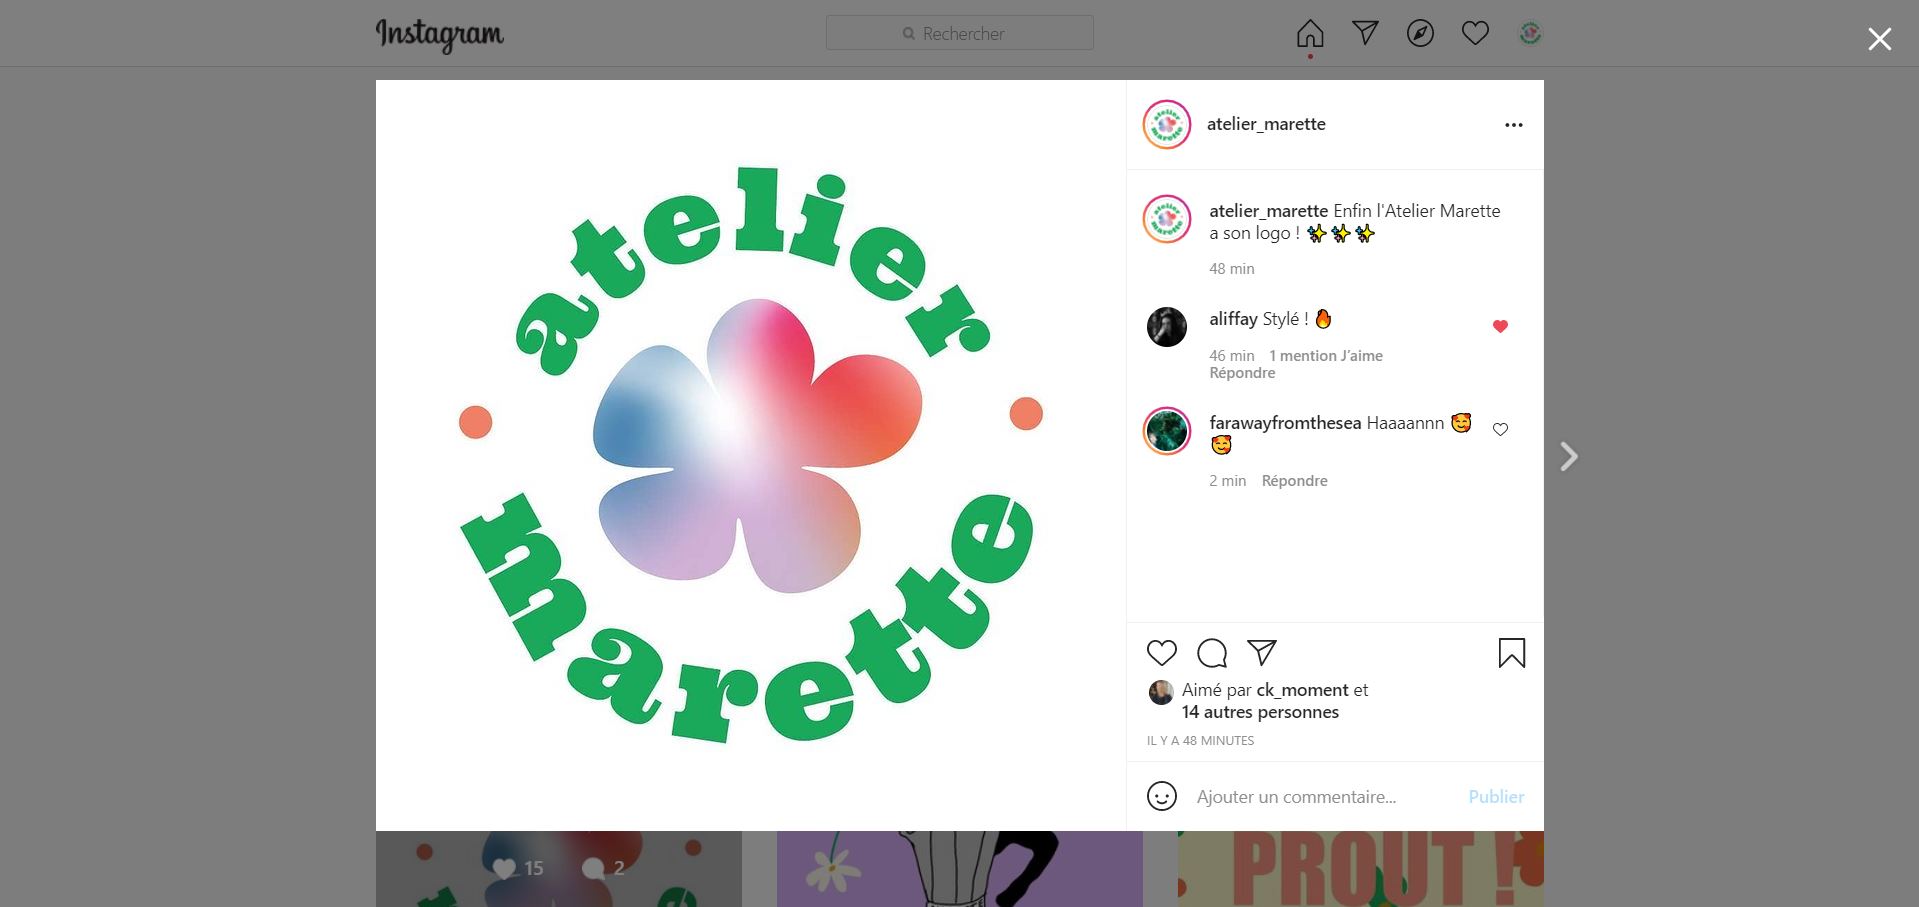 Instagram
Rechercher
atelier
marette
atelier_marette
atelier_marette Enfin l'Atelier Marette
a son logo ! ✨✨✨
48 min
aliffay Stylé ! 🔥
46 min 1 mention J’aime
Répondre
farawayfromthesea Haaaannn 🥰
🥰
2 min Répondre
Aimé par ck_moment et
14 autres personnes
IL Y A 48 MINUTES
Ajouter un commentaire... Publier
15 2
PROUT !